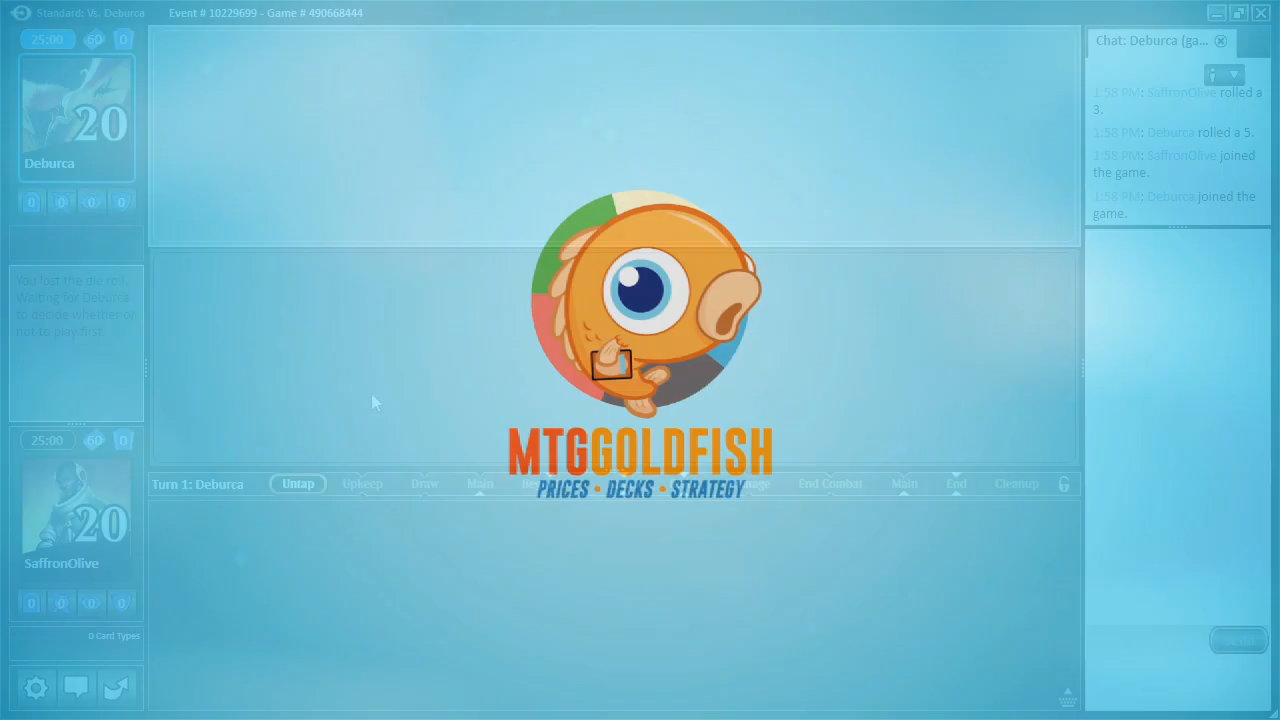 Standard: Vs. Deburca
Event # 10229699 - Game # 490668444
25:00
60
0
20
Deburca
0
0
0
0
You lost the die roll.
Waiting for Deburca
to decide whether or
not to play first.
25:00
60
0
20
SaffronOlive
0
0
0
0
0 Card Types
MTGGOLDFISH
PRICES • DECKS • STRATEGY
Turn 1: Deburca
Untap
Upkeep
Draw
Main
End Combat
Main
End
Cleanup
Chat: Deburca (ga...
1:58 PM: SaffronOlive rolled a
3.
1:58 PM: Deburca rolled a 5.
1:58 PM: SaffronOlive joined
the game.
1:58 PM: Deburca joined the
game.